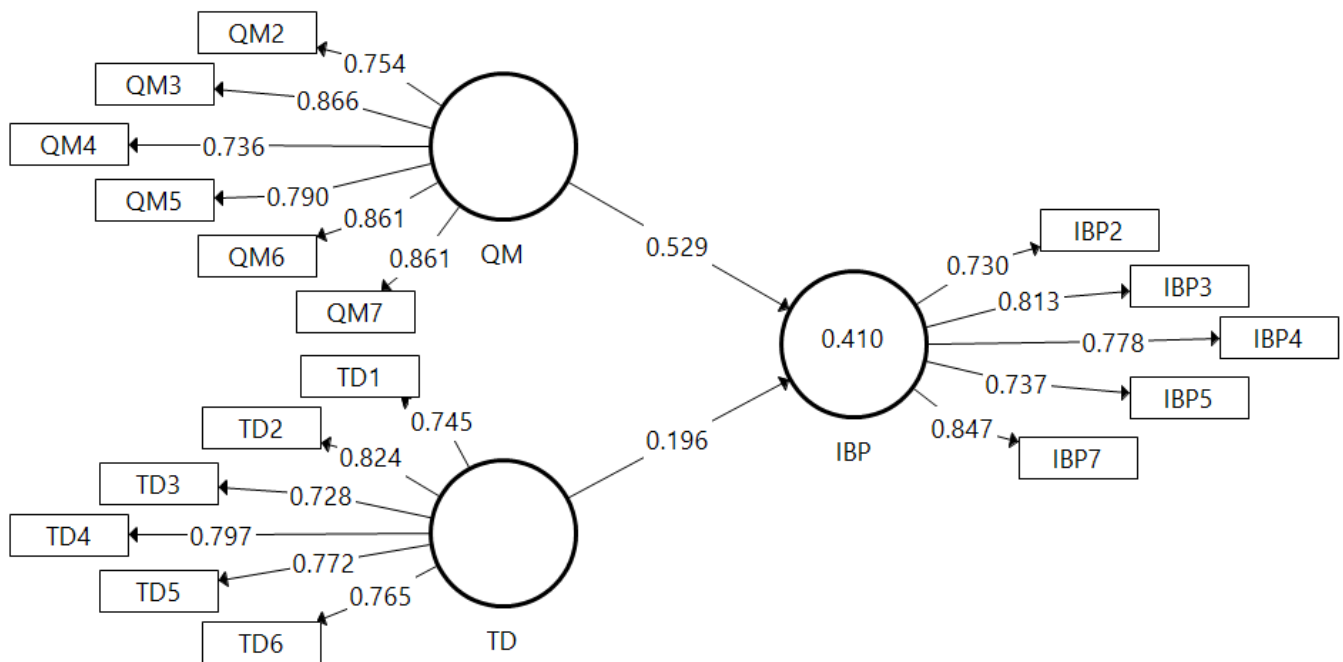 QM2
0.754
QM3
0.866
QM4
0.736
QM5
0.790
QM6
0.861
QM7
0.861
QM
0.529
TD1
0.745
TD2
0.824
TD3
0.728
TD4
0.797
TD5
0.772
TD6
0.765
TD
0.196
0.410
IBP
IBP2
0.730
IBP3
0.813
IBP4
0.778
IBP5
0.737
IBP7
0.847